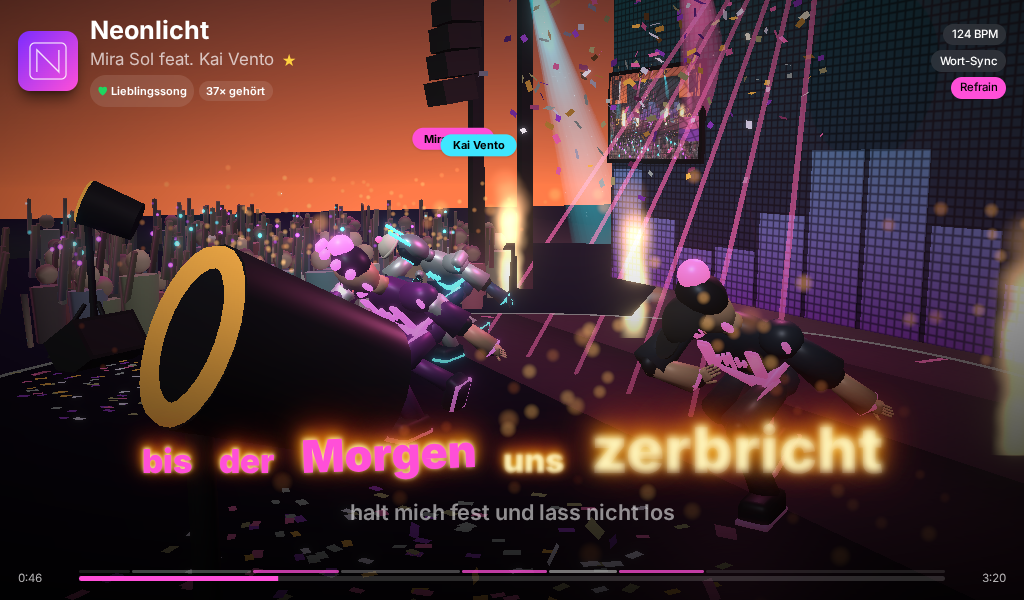 Neonlicht
Mira Sol feat. Kai Vento ★
Lieblingssong
37× gehört
124 BPM
Wort-Sync
Refrain
Kai Vento
bis der Morgen uns zerbricht
halt mich fest und lass nicht los
0:46
3:20